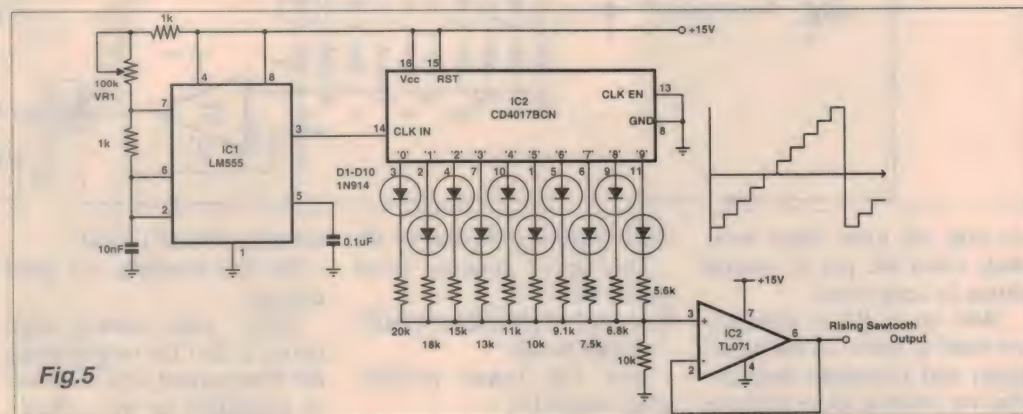 1k
+15V
16
15
Vcc
RST
4
8
100k
VR1
IC2
CD4017BCN
CLK EN
13
GND
8
7
3
14
CLK IN
1k
IC1
LM555
'0'
'1'
'2'
'3'
'4'
'5'
'6'
'7'
'8'
'9'
6
D1-D10
1N914
3
2
4
7
10
1
5
6
9
11
2
5
10nF
0.1uF
1
5.6k
+15V
20k
15k
11k
9.1k
6.8k
3
+
7
IC2
TL071
6
Rising Sawtooth
Output
18k
13k
10k
7.5k
10k
2
-
4
Fig.5